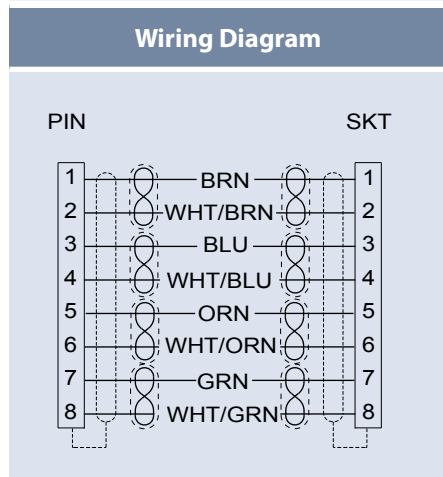 Wiring Diagram
PIN SKT
1 BRN 1
2 WHT/BRN 2
3 BLU 3
4 WHT/BLU 4
5 ORN 5
6 WHT/ORN 6
7 GRN 7
8 WHT/GRN 8